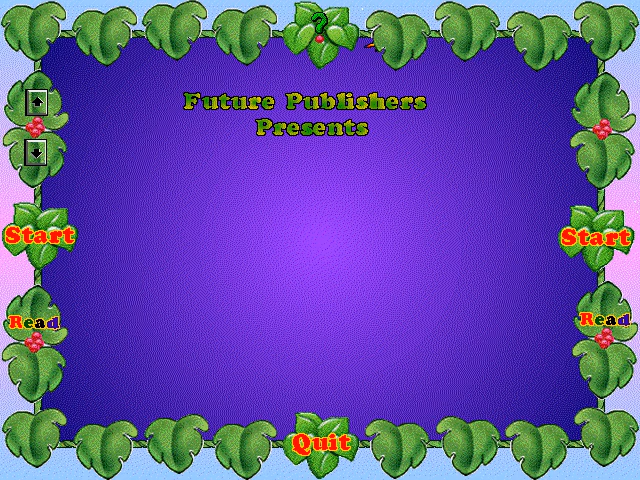 ?
Future Publishers
Presents
Start
Start
Read
Read
Quit